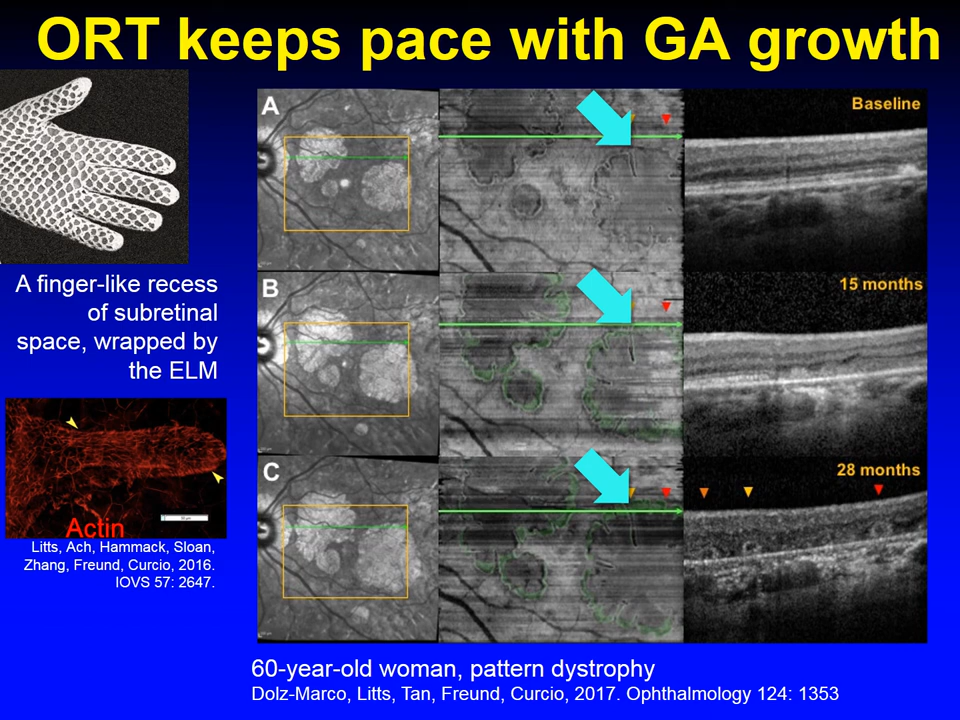 ORT keeps pace with GA growth
A finger-like recess
of subretinal
space, wrapped by
the ELM
Actin
Litts, Ach, Hammack, Sloan,
Zhang, Freund, Curcio, 2016.
IOVS 57: 2647.
A
Baseline
B
15 months
C
28 months
60-year-old woman, pattern dystrophy
Dolz-Marco, Litts, Tan, Freund, Curcio, 2017. Ophthalmology 124: 1353